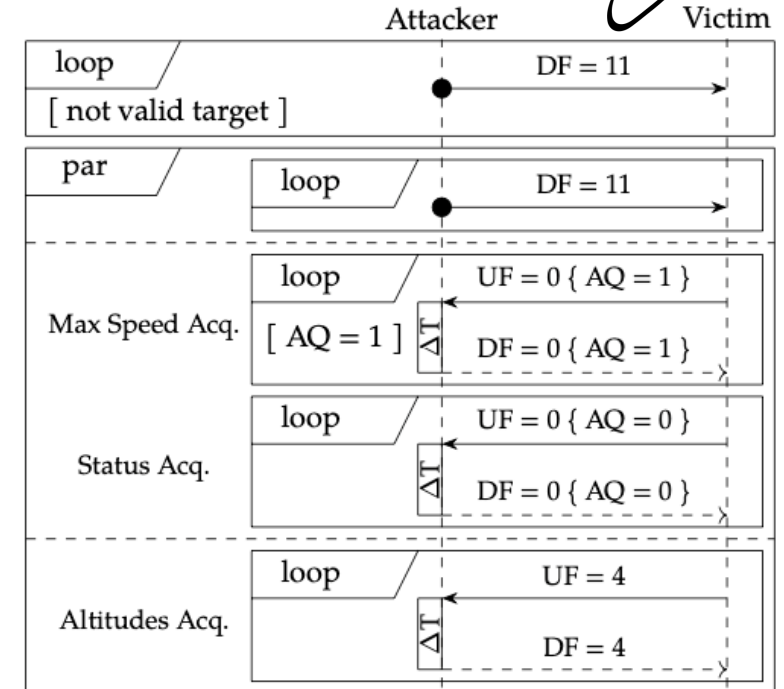 Attacker Victim
loop
DF = 11
[ not valid target ]
par
loop
DF = 11
loop
UF = 0 { AQ = 1 }
Max Speed Acq.
[ AQ = 1 ]
ΔT
DF = 0 { AQ = 1 }
loop
UF = 0 { AQ = 0 }
Status Acq.
ΔT
DF = 0 { AQ = 0 }
loop
UF = 4
Altitudes Acq.
ΔT
DF = 4